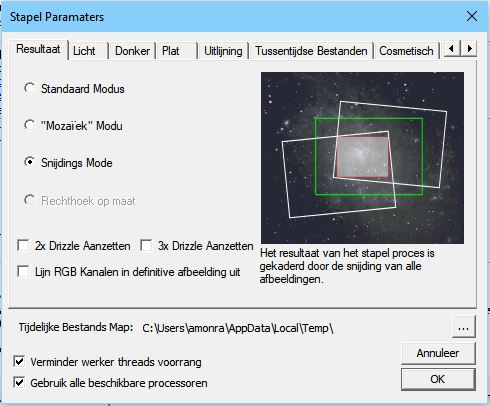 Stapel Paramaters
Resultaat Licht Donker Plat Uitlijning Tussentijdse Bestanden Cosmetisch
Standaard Modus
"Mozaïek" Modu
Snijdings Mode
Rechthoek op maat
2x Drizzle Aanzetten 3x Drizzle Aanzetten
Lijn RGB Kanalen in definitive afbeelding uit
Het resultaat van het stapel proces is
gekaderd door de snijding van alle
afbeeldingen.
Tijdelijke Bestands Map: C:\Users\amonra\AppData\Local\Temp\ ...
Verminder werker threads voorrang
Annuleer
Gebruik alle beschikbare processoren
OK